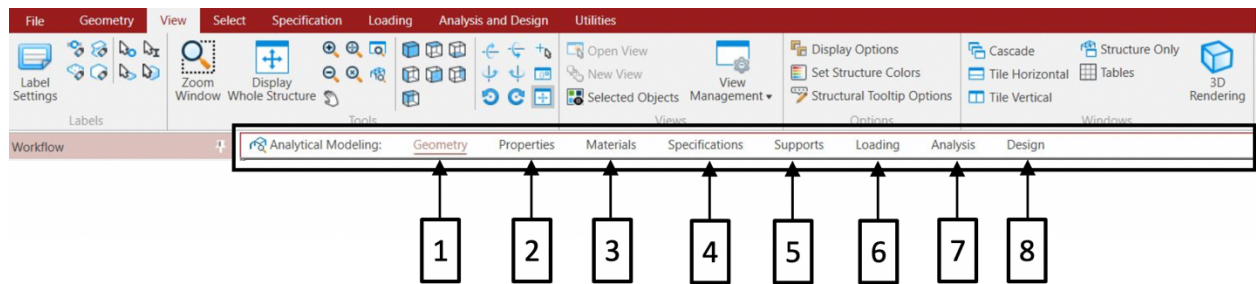 File Geometry View Select Specification Loading Analysis and Design Utilities
Open View Display Options Cascade Structure Only
New View Set Structure Colors Tile Horizontal Tables
Label Settings Zoom Window Display Whole Structure Selected Objects View Management Structural Tooltip Options Tile Vertical 3D Rendering
Labels Tools Views Options Windows
Workflow Analytical Modeling: Geometry Properties Materials Specifications Supports Loading Analysis Design
1 2 3 4 5 6 7 8